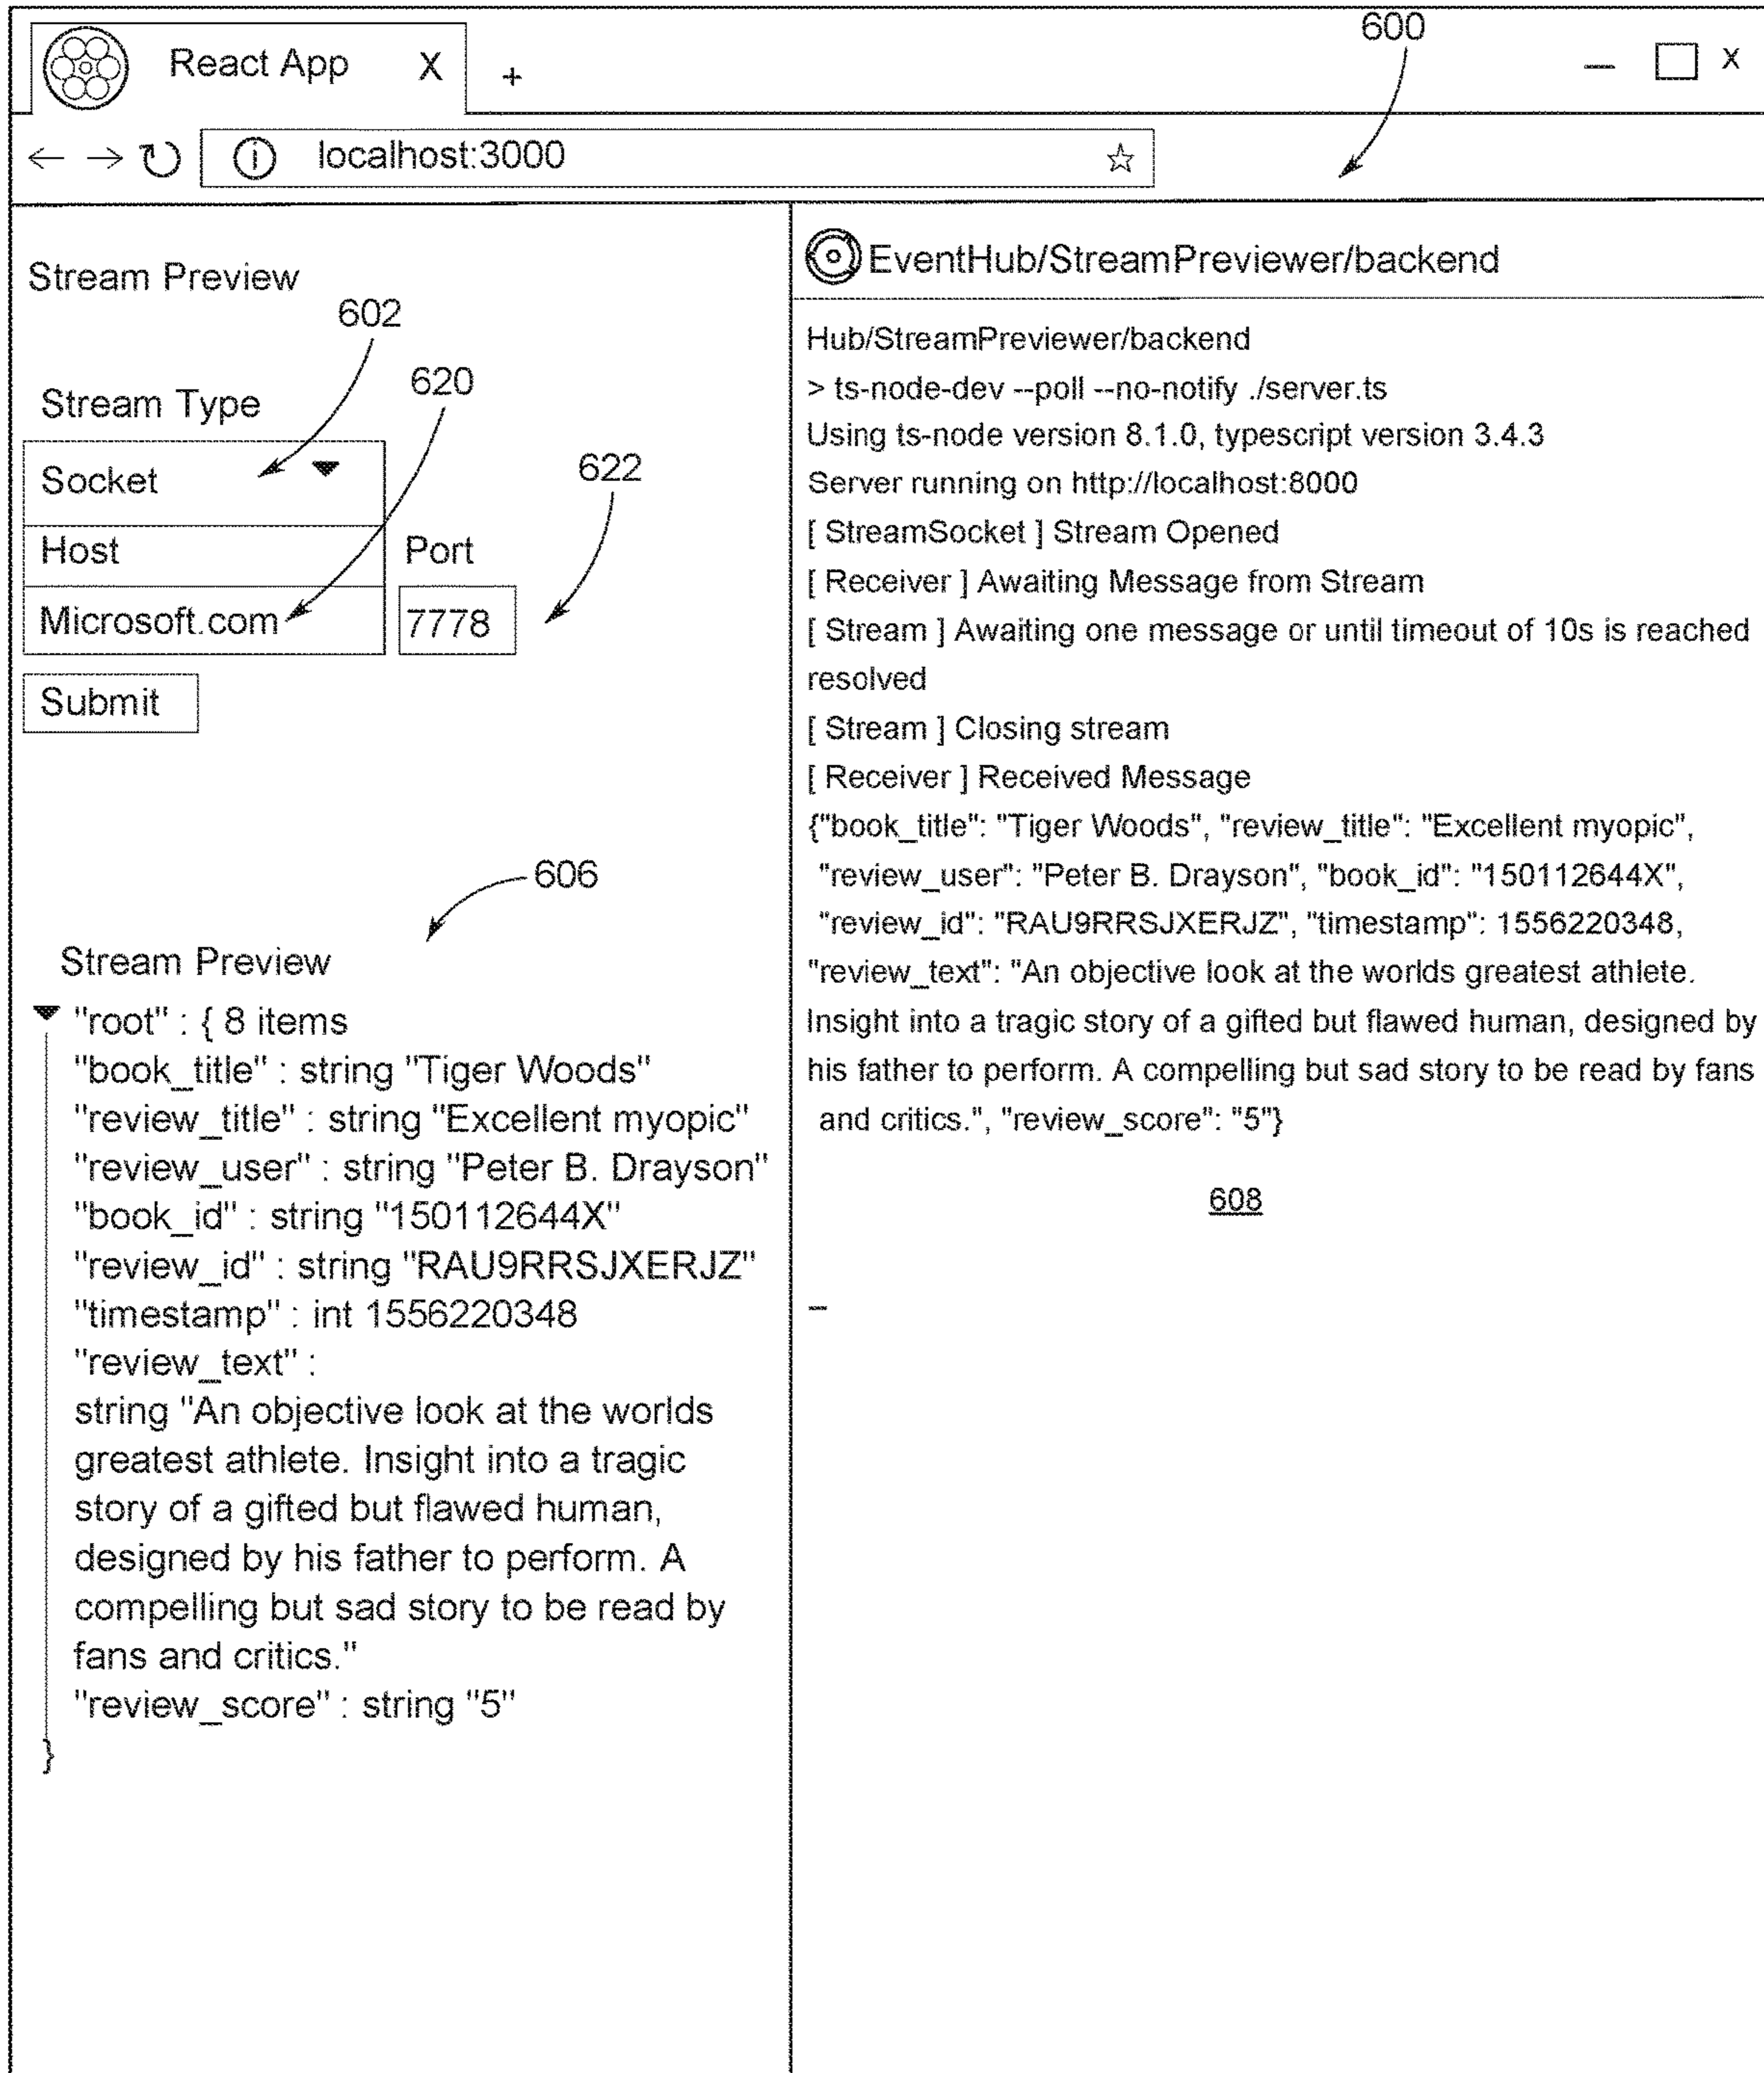 600
React App X +
_ X
localhost:3000
Stream Preview
602
620
Stream Type
Socket
622
Host Port
Microsoft.com 7778
Submit
606
Stream Preview
"root" : { 8 items
"book_title" : string "Tiger Woods"
"review_title" : string "Excellent myopic"
"review_user" : string "Peter B. Drayson"
"book_id" : string "150112644X"
"review_id" : string "RAU9RRSJXERJZ"
"timestamp" : int 1556220348
"review_text" :
string "An objective look at the worlds
greatest athlete. Insight into a tragic
story of a gifted but flawed human,
designed by his father to perform. A
compelling but sad story to be read by
fans and critics."
"review_score" : string "5"
}
EventHub/StreamPreviewer/backend
Hub/StreamPreviewer/backend
> ts-node-dev --poll --no-notify ./server.ts
Using ts-node version 8.1.0, typescript version 3.4.3
Server running on http://localhost:8000
[ StreamSocket ] Stream Opened
[ Receiver ] Awaiting Message from Stream
[ Stream ] Awaiting one message or until timeout of 10s is reached
resolved
[ Stream ] Closing stream
[ Receiver ] Received Message
{"book_title": "Tiger Woods", "review_title": "Excellent myopic",
"review_user": "Peter B. Drayson", "book_id": "150112644X",
"review_id": "RAU9RRSJXERJZ", "timestamp": 1556220348,
"review_text": "An objective look at the worlds greatest athlete.
Insight into a tragic story of a gifted but flawed human, designed by
his father to perform. A compelling but sad story to be read by fans
and critics.", "review_score": "5"}
608
_